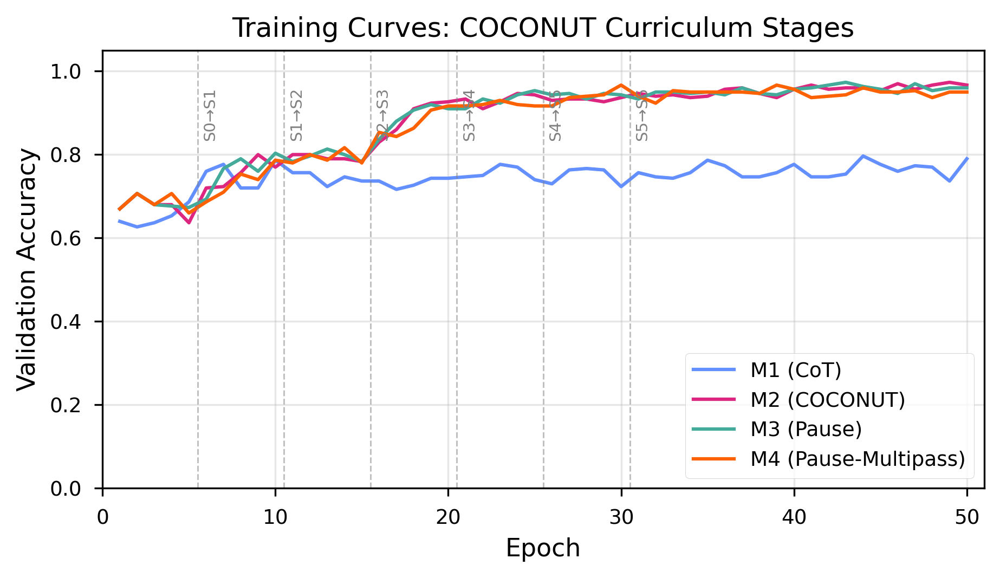 Training Curves: COCONUT Curriculum Stages
Validation Accuracy
1.0
0.8
0.6
0.4
0.2
0.0
S0→S1
S1→S2
S2→S3
S3→S4
S4→S5
S5→S6
M1 (CoT)
M2 (COCONUT)
M3 (Pause)
M4 (Pause-Multipass)
0 10 20 30 40 50
Epoch